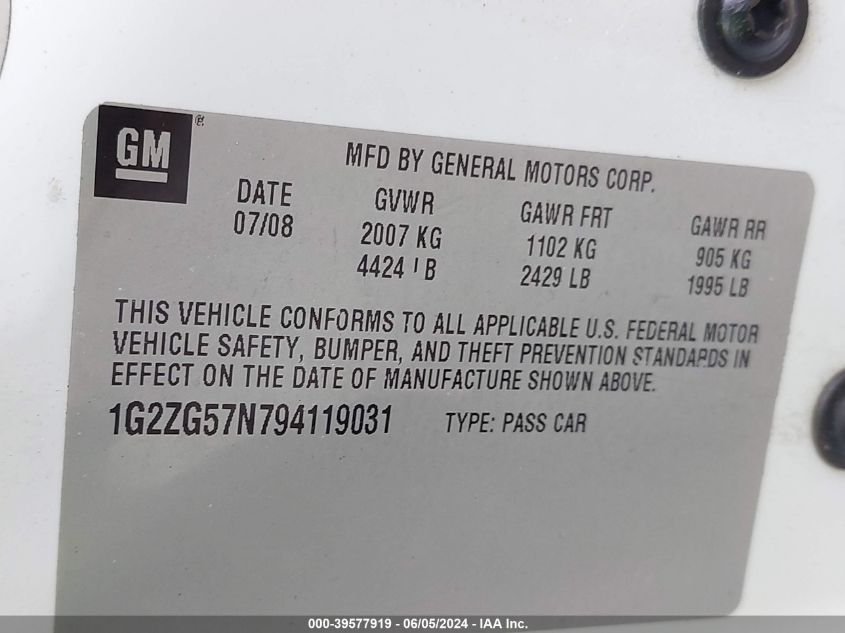 GM
MFD BY GENERAL MOTORS CORP.
DATE GVWR GAWR FRT GAWR RR
07/08 2007 KG 1102 KG 905 KG
4424 LB 2429 LB 1995 LB
THIS VEHICLE CONFORMS TO ALL APPLICABLE U.S. FEDERAL MOTOR
VEHICLE SAFETY, BUMPER, AND THEFT PREVENTION STANDARDS IN
EFFECT ON THE DATE OF MANUFACTURE SHOWN ABOVE.
1G2ZG57N794119031 TYPE: PASS CAR
000-39577919 - 06/05/2024 - IAA Inc.